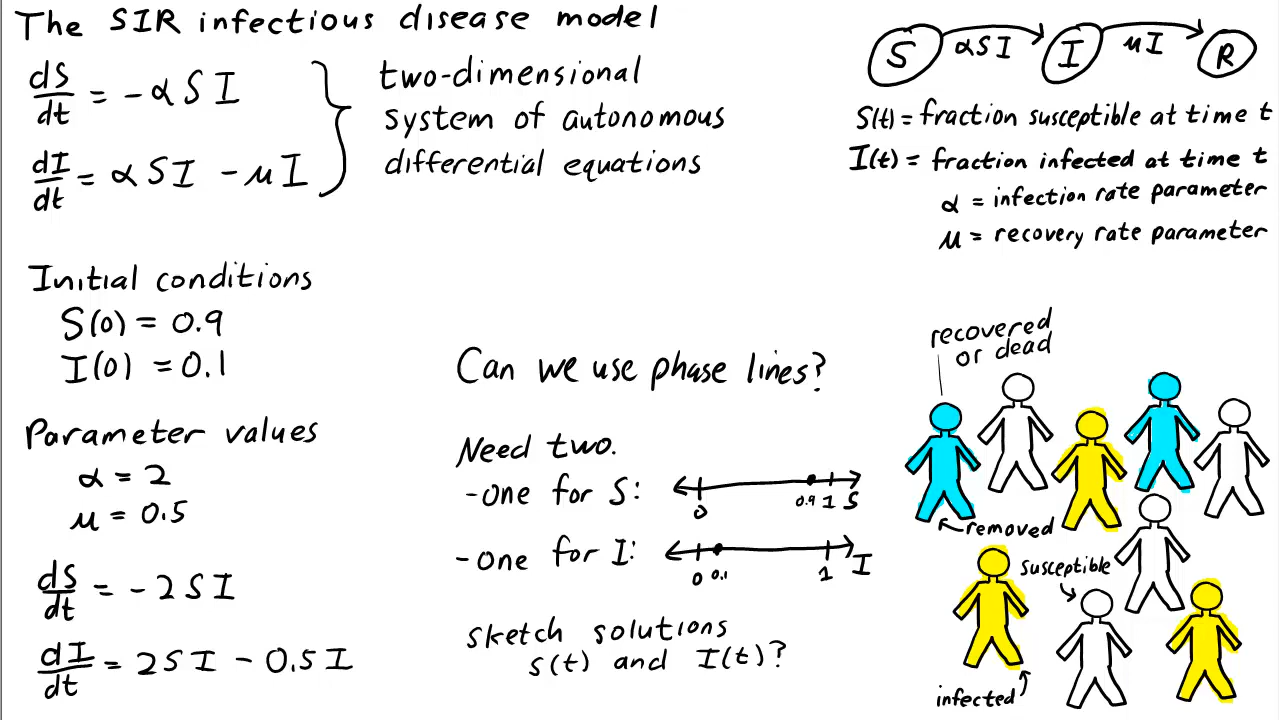 The SIR infectious disease model
dS/dt = -αSI
dI/dt = αSI - μI
two-dimensional
system of autonomous
differential equations
S αSI I μI R
S(t) = fraction susceptible at time t
I(t) = fraction infected at time t
α = infection rate parameter
μ = recovery rate parameter
Initial conditions
S(0) = 0.9
I(0) = 0.1
Parameter values
α = 2
μ = 0.5
dS/dt = -2SI
dI/dt = 2SI - 0.5I
Can we use phase lines?
Need two.
-one for S:
0 0.9 1 S
-one for I:
0 0.1 1 I
sketch solutions
S(t) and I(t)?
recovered
or dead
removed
susceptible
infected